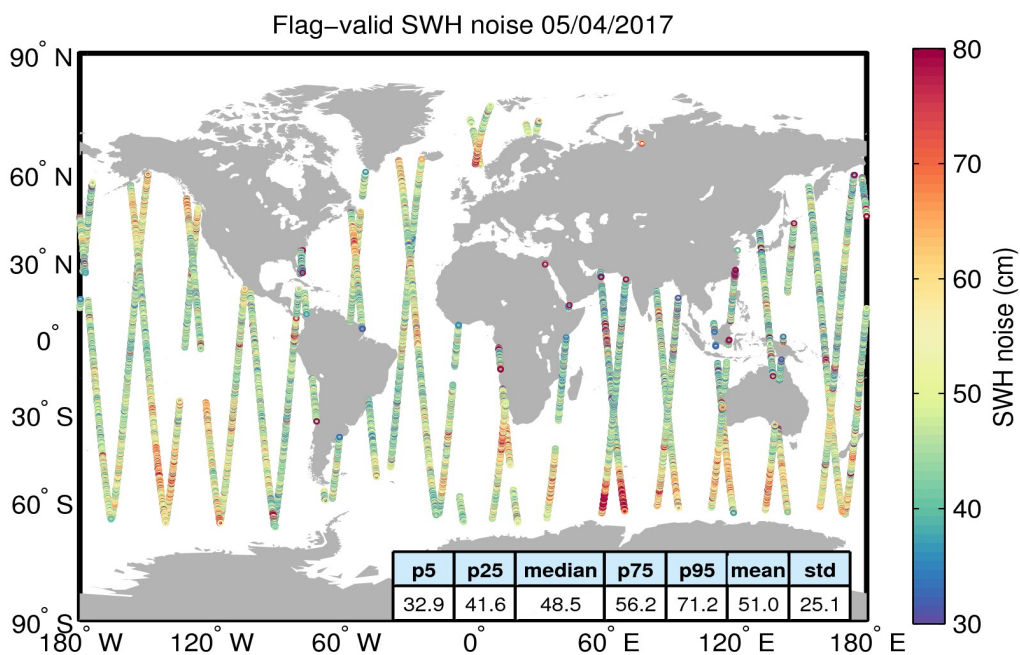 Flag−valid SWH noise 05/04/2017
90° N
60° N
30° N
0°
30° S
60° S
90° S
180° W 120° W 60° W 0° 60° E 120° E 180° E
p5 p25 median p75 p95 mean std
32.9 41.6 48.5 56.2 71.2 51.0 25.1
80
70
60
50
40
30
SWH noise (cm)